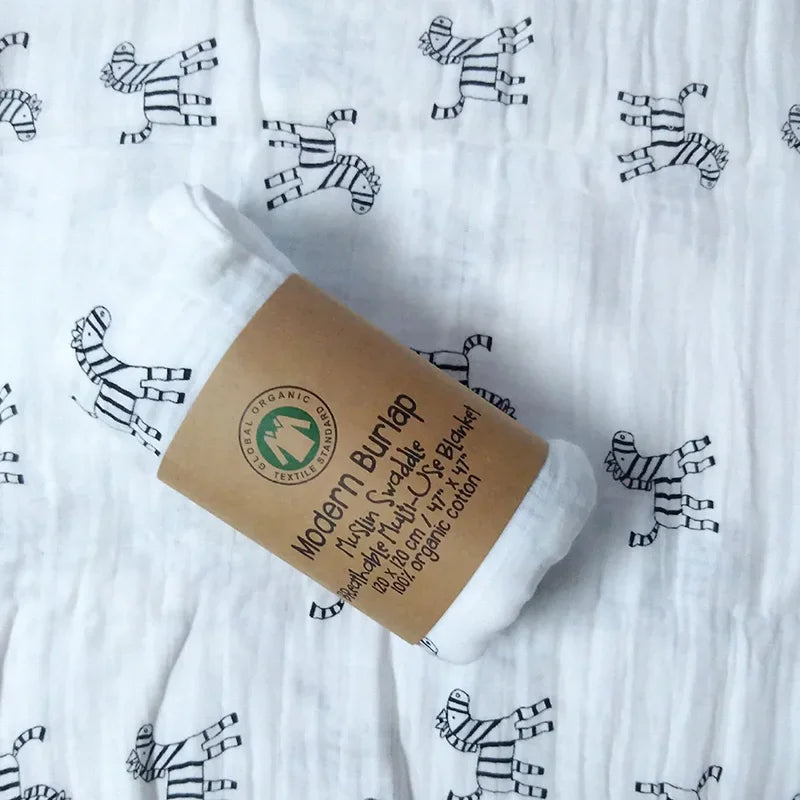 GLOBAL ORGANIC
TEXTILE STANDARD
Modern Burlap
Muslin Swaddle
Breathable Multi-Use Blanket
120 x 120 cm / 47" x 47"
100% organic cotton